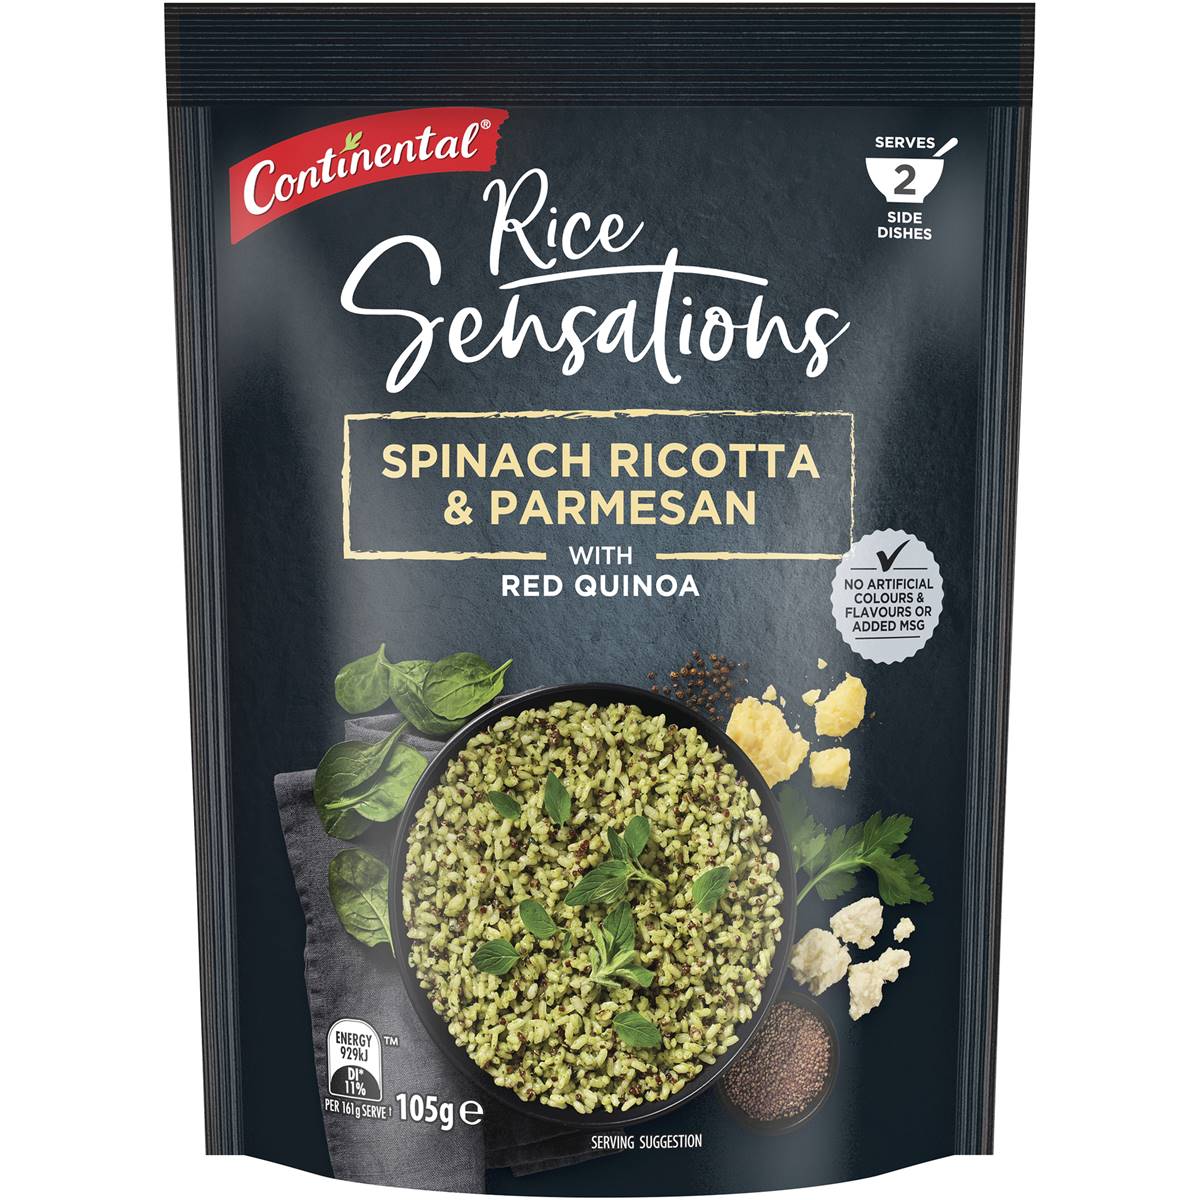 Continental®
SERVES
2
SIDE
DISHES
Rice
Sensations
SPINACH RICOTTA
& PARMESAN
WITH
RED QUINOA
NO ARTIFICIAL
COLOURS &
FLAVOURS OR
ADDED MSG
ENERGY
929kJ
DI*
11%
TM
PER 161g SERVE†
105g ℮
SERVING SUGGESTION